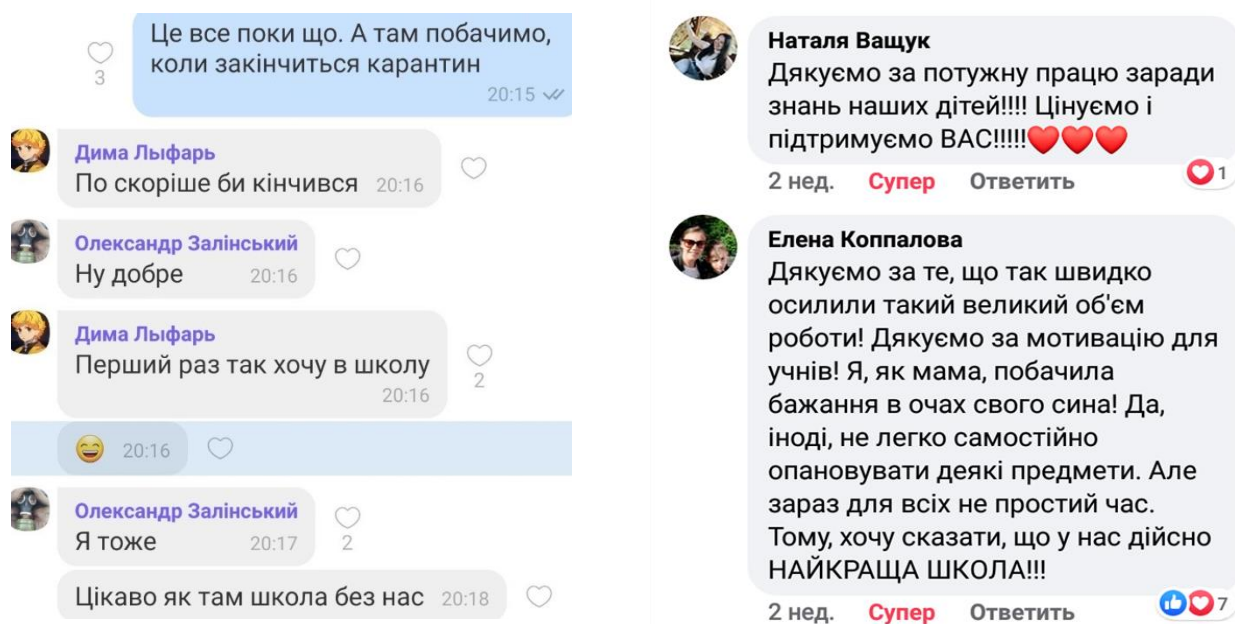 Це все поки що. А там побачимо,
коли закінчиться карантин
3
20:15
Дима Лыфарь
По скоріше би кінчився 20:16
Олександр Залінський
Ну добре 20:16
Дима Лыфарь
Перший раз так хочу в школу
2
20:16
20:16
Олександр Залінський
Я тоже 20:17
2
Цікаво як там школа без нас 20:18
Наталя Ващук
Дякуємо за потужну працю заради
знань наших дітей!!!! Цінуємо і
підтримуємо ВАС!!!!!❤❤❤
2 нед. Супер Ответить 1
Елена Коппалова
Дякуємо за те, що так швидко
осилили такий великий об'єм
роботи! Дякуємо за мотивацію для
учнів! Я, як мама, побачила
бажання в очах свого сина! Да,
іноді, не легко самостійно
опановувати деякі предмети. Але
зараз для всіх не простий час.
Тому, хочу сказати, що у нас дійсно
НАЙКРАЩА ШКОЛА!!!
2 нед. Супер Ответить 7